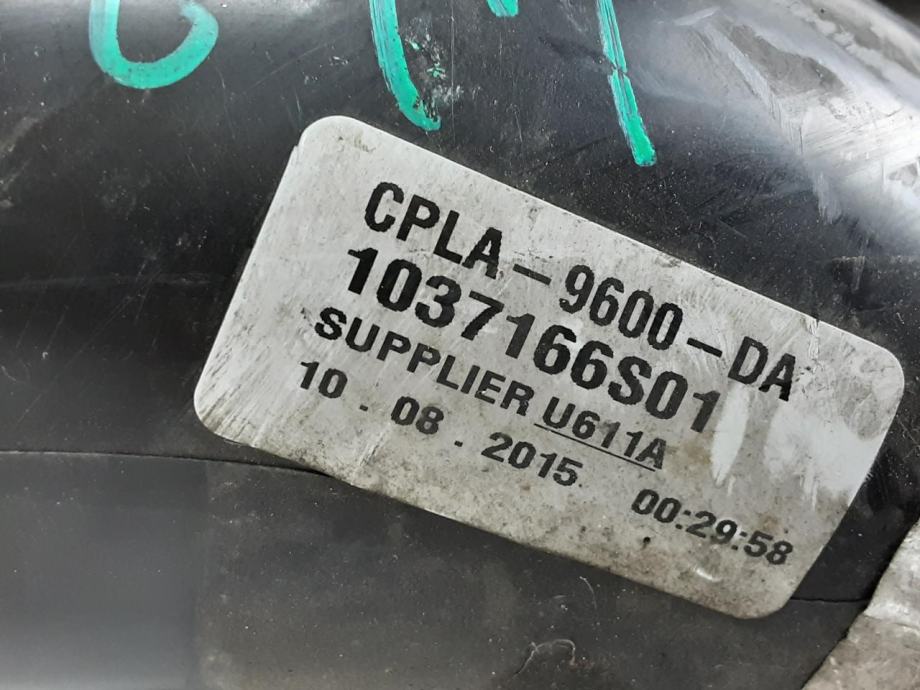 CPLA-9600-DA
1037166S01
SUPPLIER U611A
10 . 08 . 2015 00:29:58